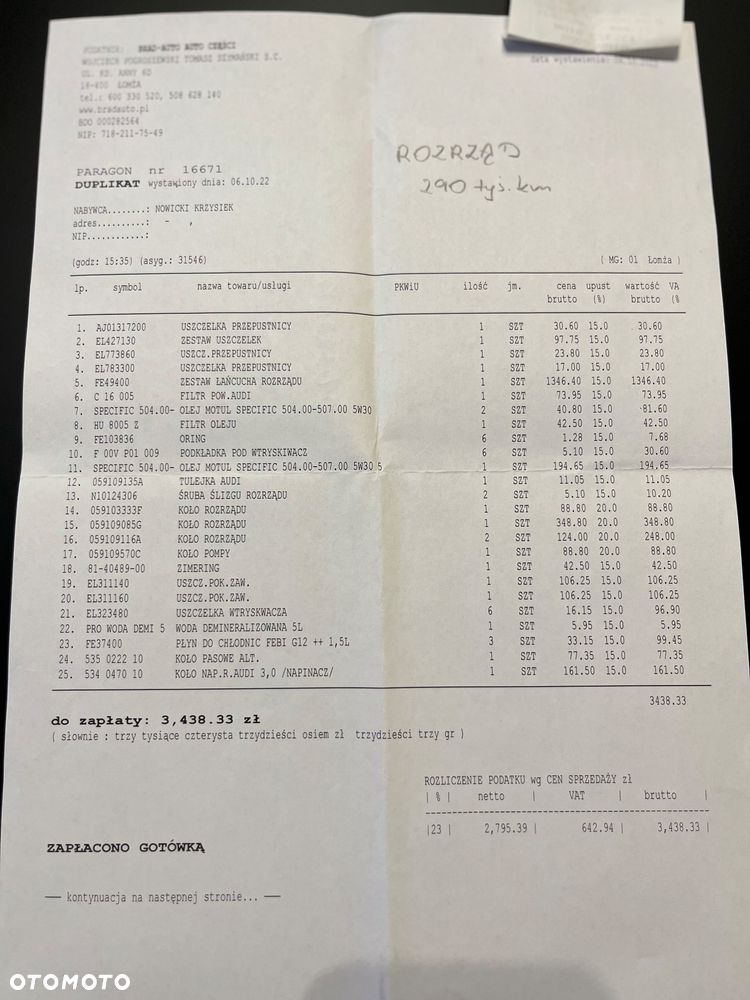 PODATNIK: BRAD-AUTO AUTO CZĘŚCI
WOJCIECH POGROSZEWSKI TOMASZ SZYMAŃSKI S.C.
UL. KS. ANNY 6D
18-400 ŁOMŻA
tel.: 600 330 520, 508 628 140
www.bradauto.pl
BDO 000282564
NIP: 718-211-75-49
data wystawienia:
PARAGON nr 16671
DUPLIKAT wystawiony dnia: 06.10.22
ROZRZĄD
290 tyś. km
NABYWCA.......: NOWICKI KRZYSIEK
adres.........: - ,
NIP...........:
(godz: 15:35) (asyg.: 31546) ( MG: 01 Łomża )
lp. symbol nazwa towaru/usługi PKWiU ilość jm. cena upust wartość VA
brutto (%) brutto (%
1. AJ01317200 USZCZELKA PRZEPUSTNICY 1 SZT 30.60 15.0 30.60
2. EL427130 ZESTAW USZCZELEK 1 SZT 97.75 15.0 97.75
3. EL773860 USZCZ.PRZEPUSTNICY 1 SZT 23.80 15.0 23.80
4. EL783300 USZCZELKA PRZEPUSTNICY 1 SZT 17.00 15.0 17.00
5. FE49400 ZESTAW ŁAŃCUCHA ROZRZĄDU 1 SZT 1346.40 15.0 1346.40
6. C 16 005 FILTR POW.AUDI 1 SZT 73.95 15.0 73.95
7. SPECIFIC 504.00- OLEJ MOTUL SPECIFIC 504.00-507.00 5W30 2 SZT 40.80 15.0 81.60
8. HU 8005 Z FILTR OLEJU 1 SZT 42.50 15.0 42.50
9. FE103836 ORING 6 SZT 1.28 15.0 7.68
10. F 00V P01 009 PODKŁADKA POD WTRYSKIWACZ 6 SZT 5.10 15.0 30.60
11. SPECIFIC 504.00- OLEJ MOTUL SPECIFIC 504.00-507.00 5W30 5 1 SZT 194.65 15.0 194.65
12. 059109135A TULEJKA AUDI 1 SZT 11.05 15.0 11.05
13. N10124306 ŚRUBA ŚLIZGU ROZRZĄDU 2 SZT 5.10 15.0 10.20
14. 059103333F KOŁO ROZRZĄDU 1 SZT 88.80 20.0 88.80
15. 059109085G KOŁO ROZRZĄDU 1 SZT 348.80 20.0 348.80
16. 059109116A KOŁO ROZRZĄDU 2 SZT 124.00 20.0 248.00
17. 059109570C KOŁO POMPY 1 SZT 88.80 20.0 88.80
18. 81-40489-00 ZIMERING 1 SZT 42.50 15.0 42.50
19. EL311140 USZCZ.POK.ZAW. 1 SZT 106.25 15.0 106.25
20. EL311160 USZCZ.POK.ZAW. 1 SZT 106.25 15.0 106.25
21. EL323480 USZCZELKA WTRYSKWACZA 6 SZT 16.15 15.0 96.90
22. PRO WODA DEMI 5 WODA DEMINERALIZOWANA 5L 1 SZT 5.95 15.0 5.95
23. FE37400 PŁYN DO CHŁODNIC FEBI G12 ++ 1,5L 3 SZT 33.15 15.0 99.45
24. 535 0222 10 KOŁO PASOWE ALT. 1 SZT 77.35 15.0 77.35
25. 534 0470 10 KOŁO NAP.R.AUDI 3,0 /NAPINACZ/ 1 SZT 161.50 15.0 161.50
3438.33
do zapłaty: 3,438.33 zł
( słownie : trzy tysiące czterysta trzydzieści osiem zł trzydzieści trzy gr )
ROZLICZENIE PODATKU wg CEN SPRZEDAŻY zł
| % | netto | VAT | brutto |
|23 | 2,795.39 | 642.94 | 3,438.33 |
ZAPŁACONO GOTÓWKĄ
── kontynuacja na następnej stronie... ──
OTOMOTO